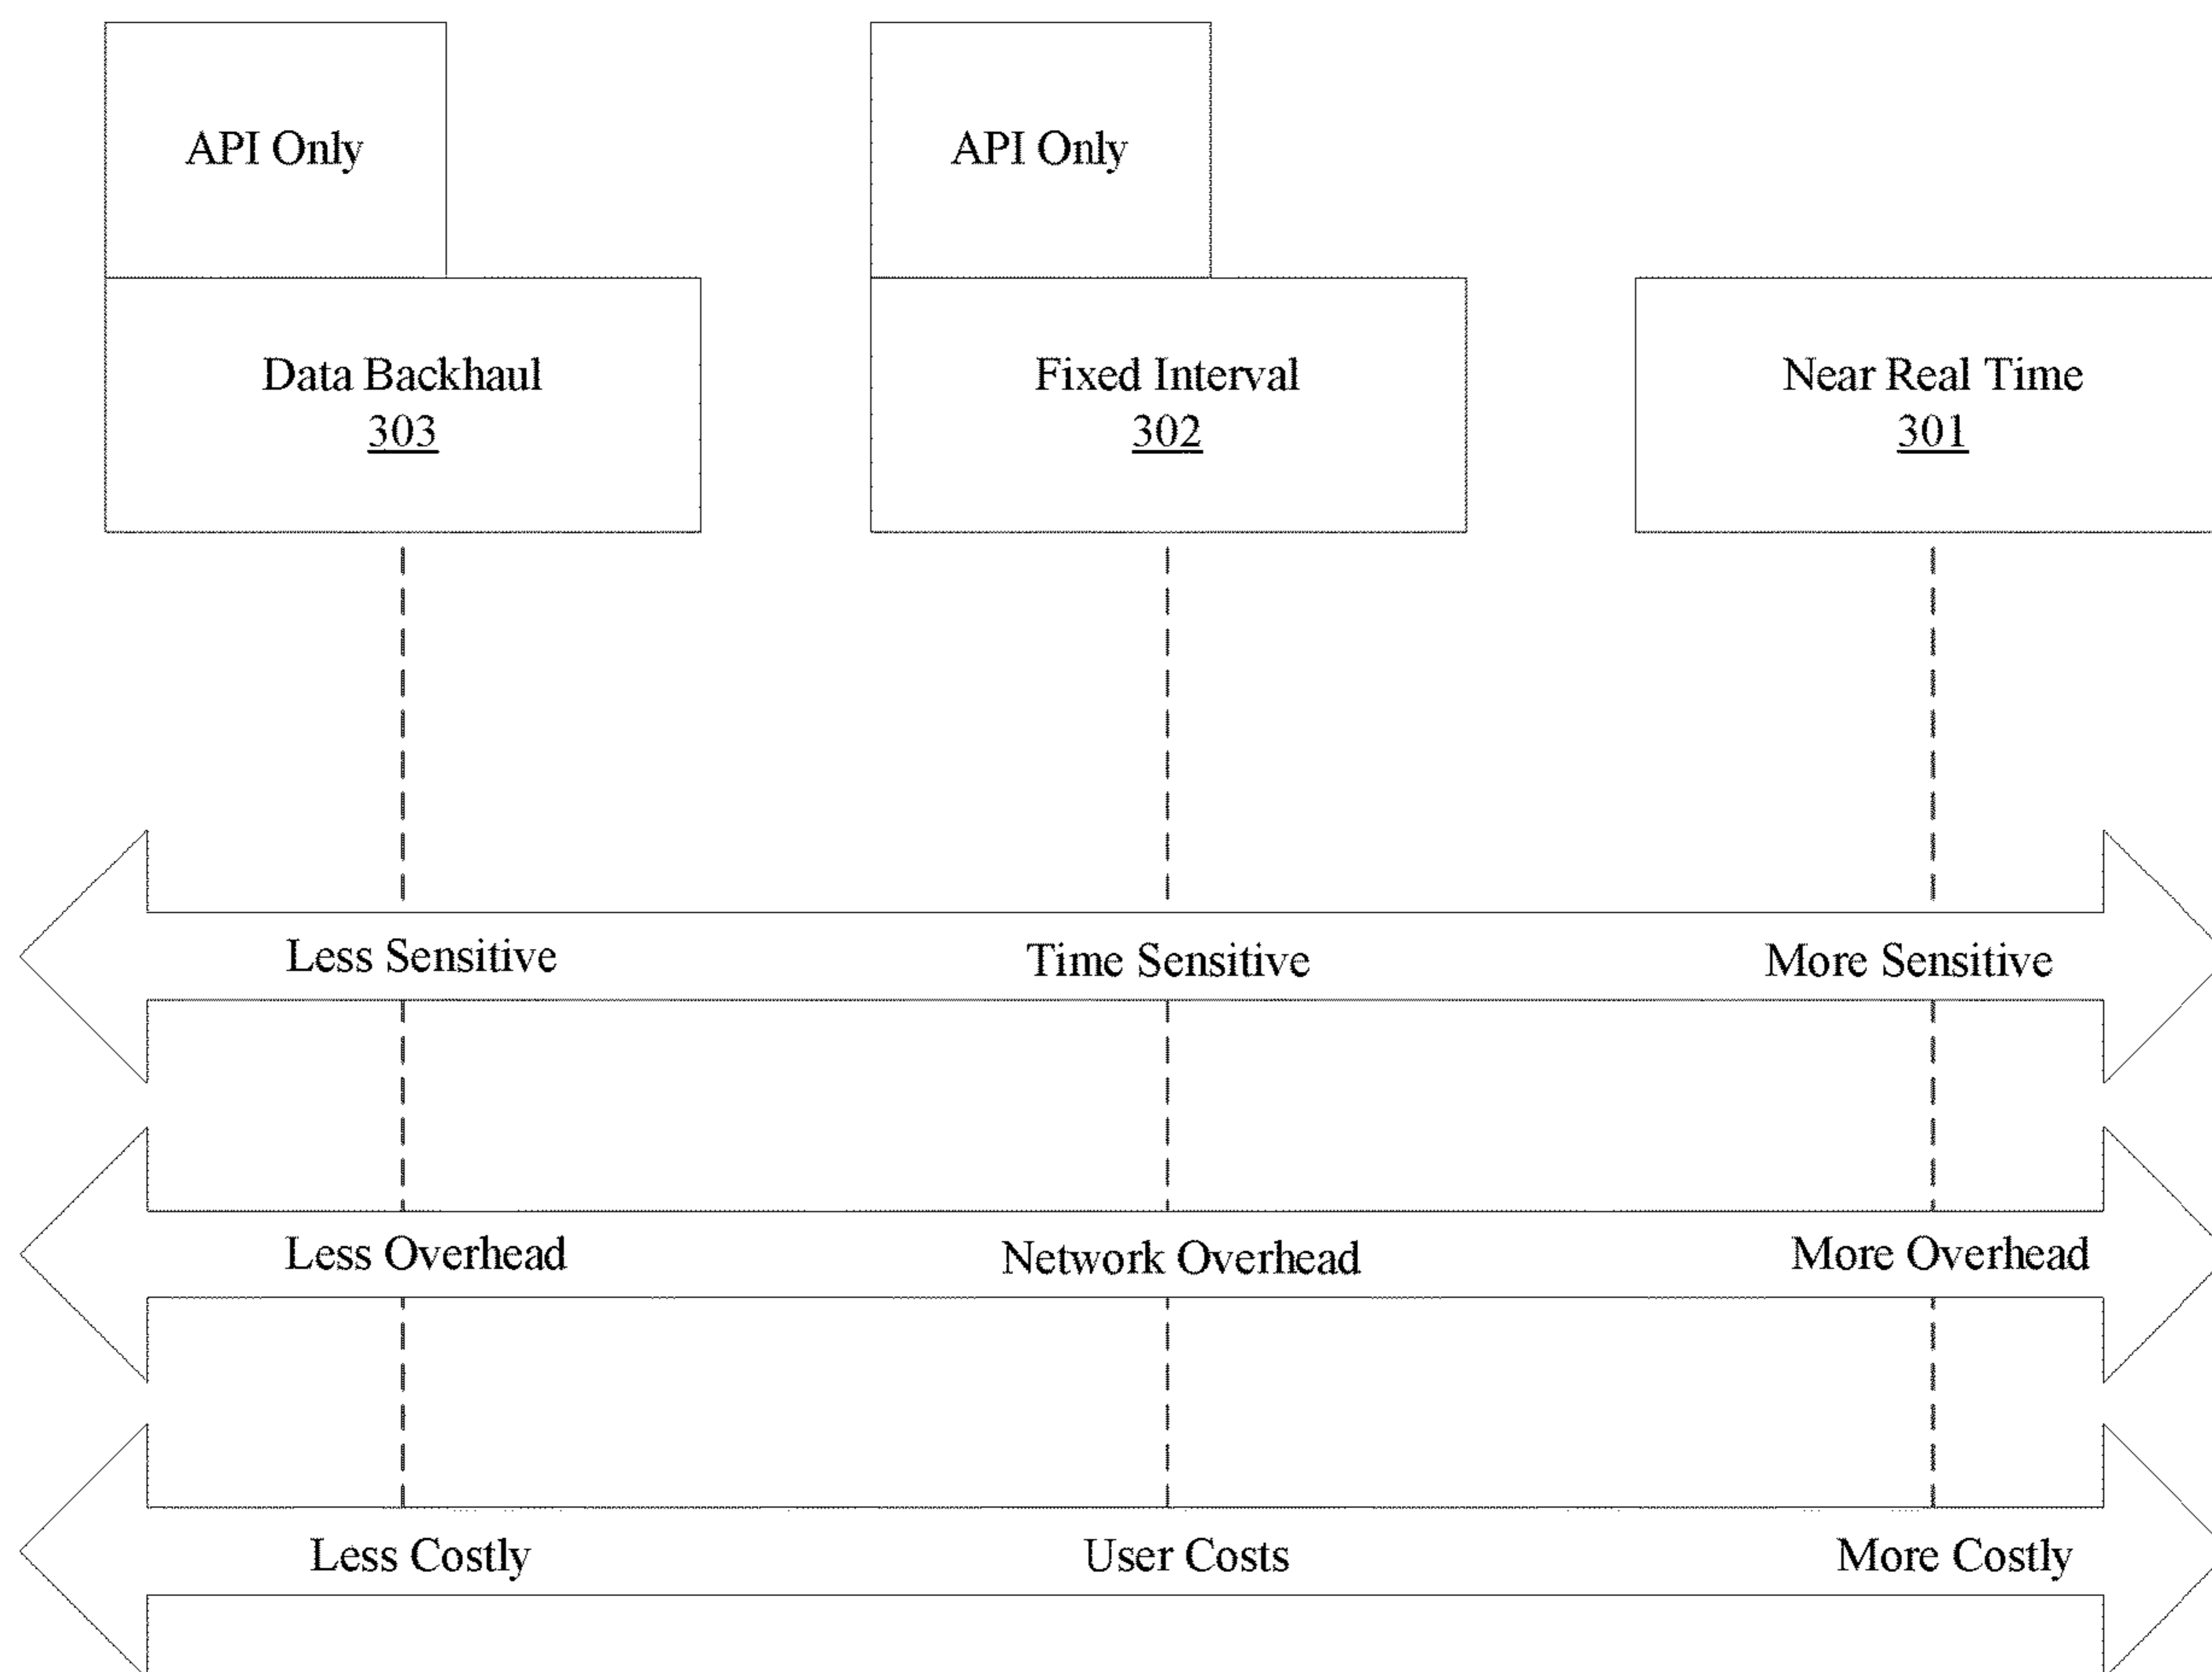 API Only
API Only
Data Backhaul
303
Fixed Interval
302
Near Real Time
301
Less Sensitive
Time Sensitive
More Sensitive
Less Overhead
Network Overhead
More Overhead
Less Costly
User Costs
More Costly